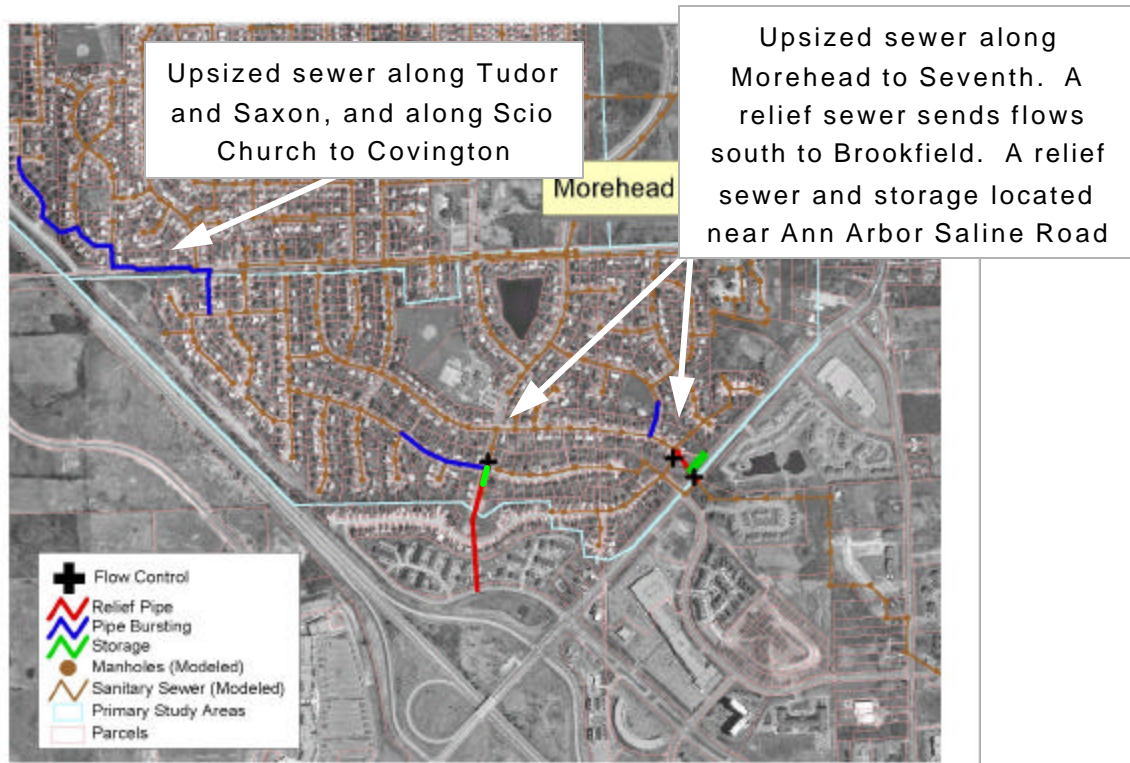 Upsized sewer along Tudor
and Saxon, and along Scio
Church to Covington
Upsized sewer along
Morehead to Seventh. A
relief sewer sends flows
south to Brookfield. A relief
sewer and storage located
near Ann Arbor Saline Road
Morehead
Flow Control
Relief Pipe
Pipe Bursting
Storage
Manholes (Modeled)
Sanitary Sewer (Modeled)
Primary Study Areas
Parcels